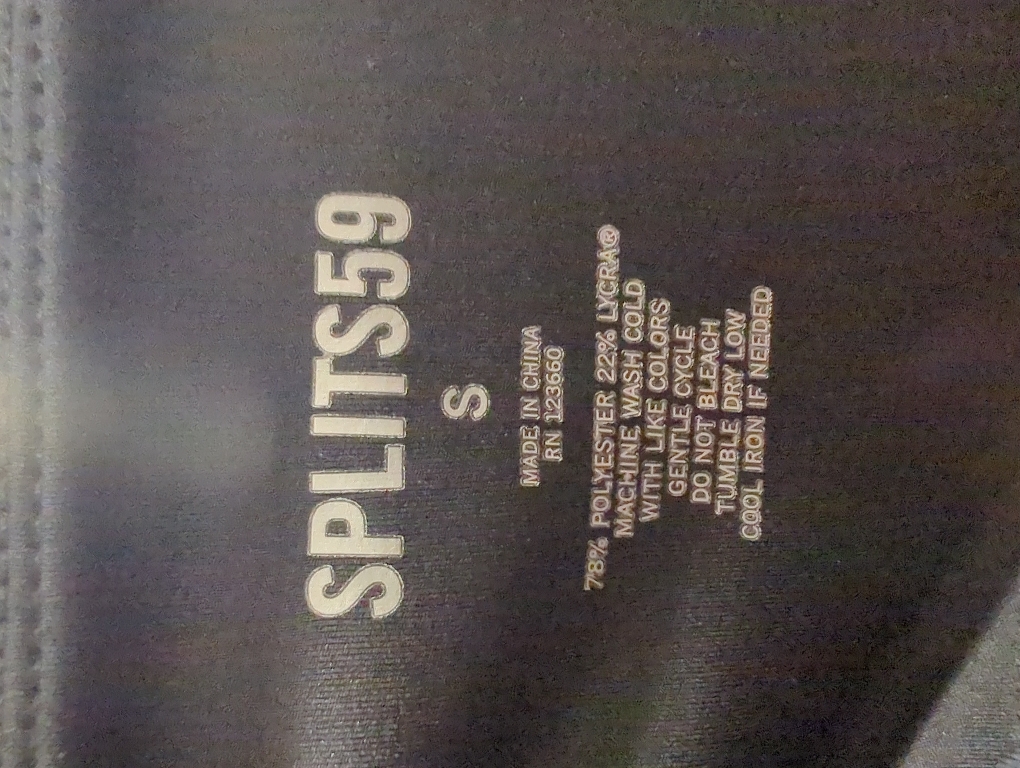 SPLITS59
S
MADE IN CHINA
RN 123660
78% POLYESTER 22% LYCRA®
MACHINE WASH COLD
WITH LIKE COLORS
GENTLE CYCLE
DO NOT BLEACH
TUMBLE DRY LOW
COOL IRON IF NEEDED